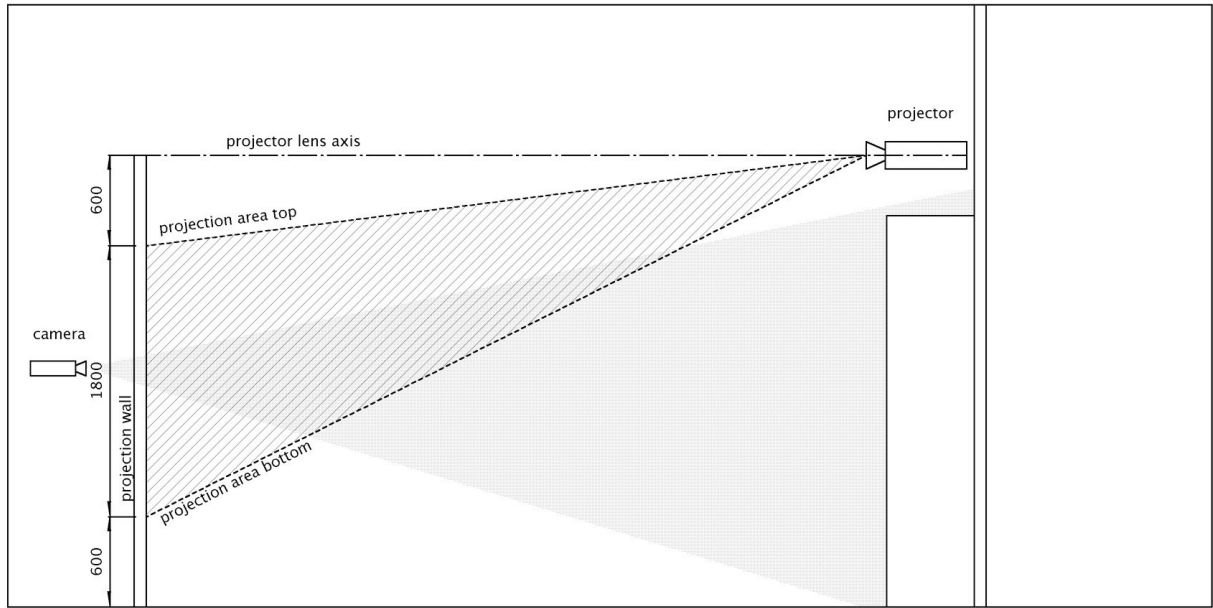 projector
projector lens axis
600
projection area top
camera
1800
projection wall
projection area bottom
600